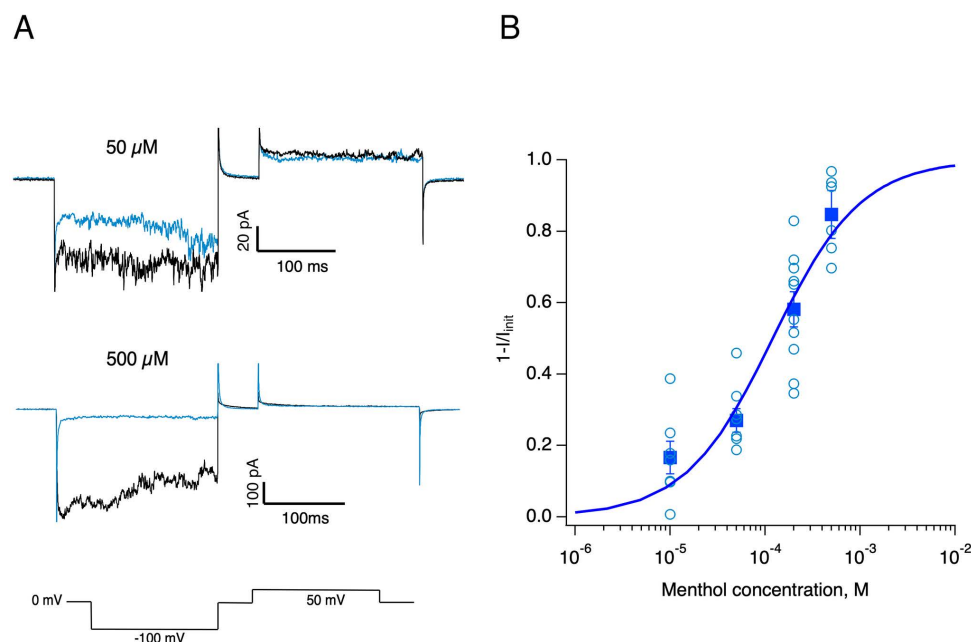 A
50 µM
20 pA
100 ms
500 µM
100 pA
100ms
0 mV
50 mV
-100 mV
B
1-I/Iinit
1.0
0.8
0.6
0.4
0.2
0.0
10-6 10-5 10-4 10-3 10-2
Menthol concentration, M